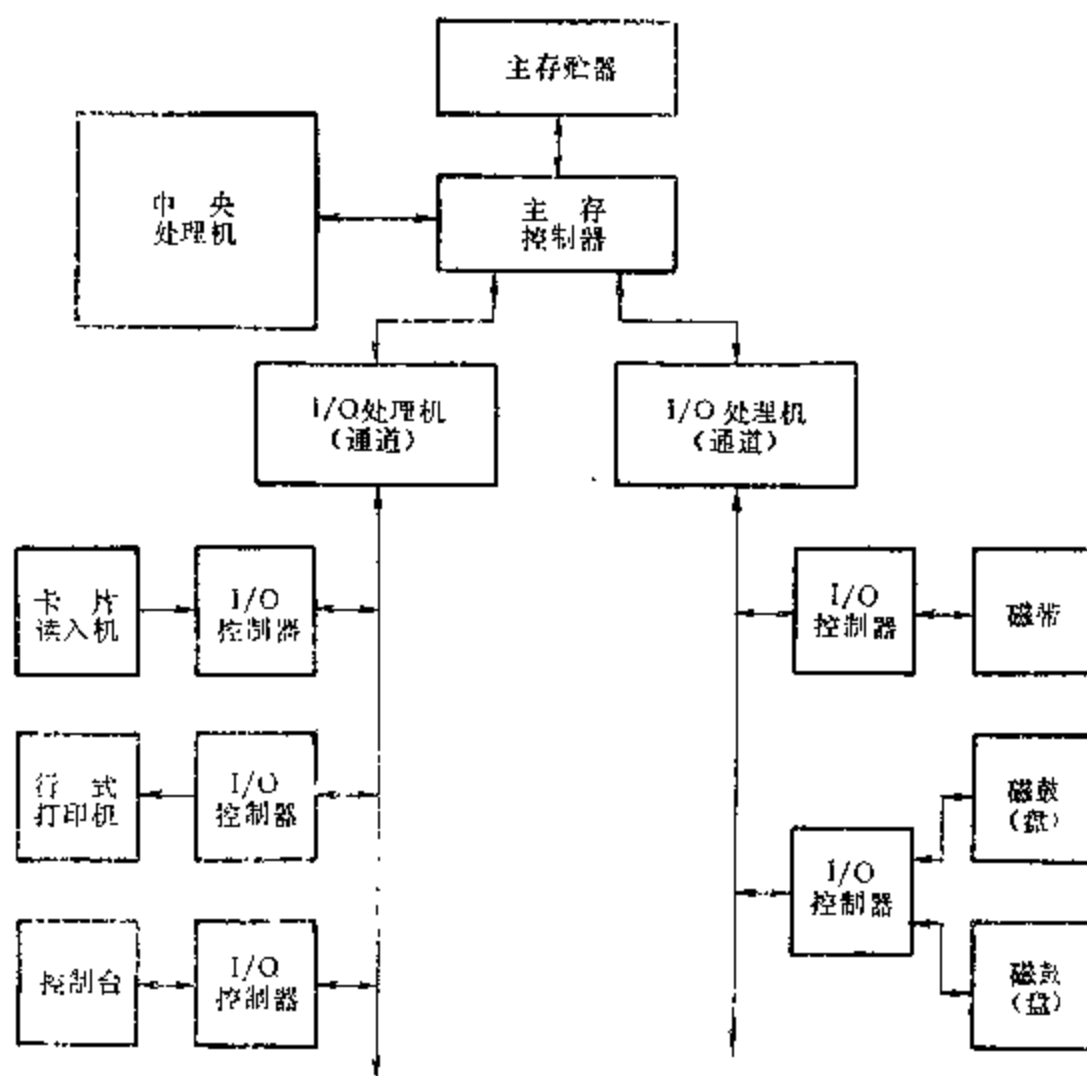 主存贮器
中央
处理机
主存
控制器
I/O处理机
（通道）
I/O处理机
（通道）
卡片
读入机
I/O
控制器
I/O
控制器
磁带
行式
打印机
I/O
控制器
磁鼓
（盘）
I/O
控制器
控制台
I/O
控制器
磁鼓
（盘）